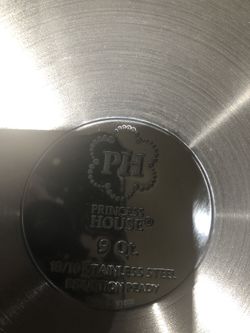 PH
PRINCESS
HOUSE®
9 Qt.
18/10 STAINLESS STEEL
INDUCTION READY